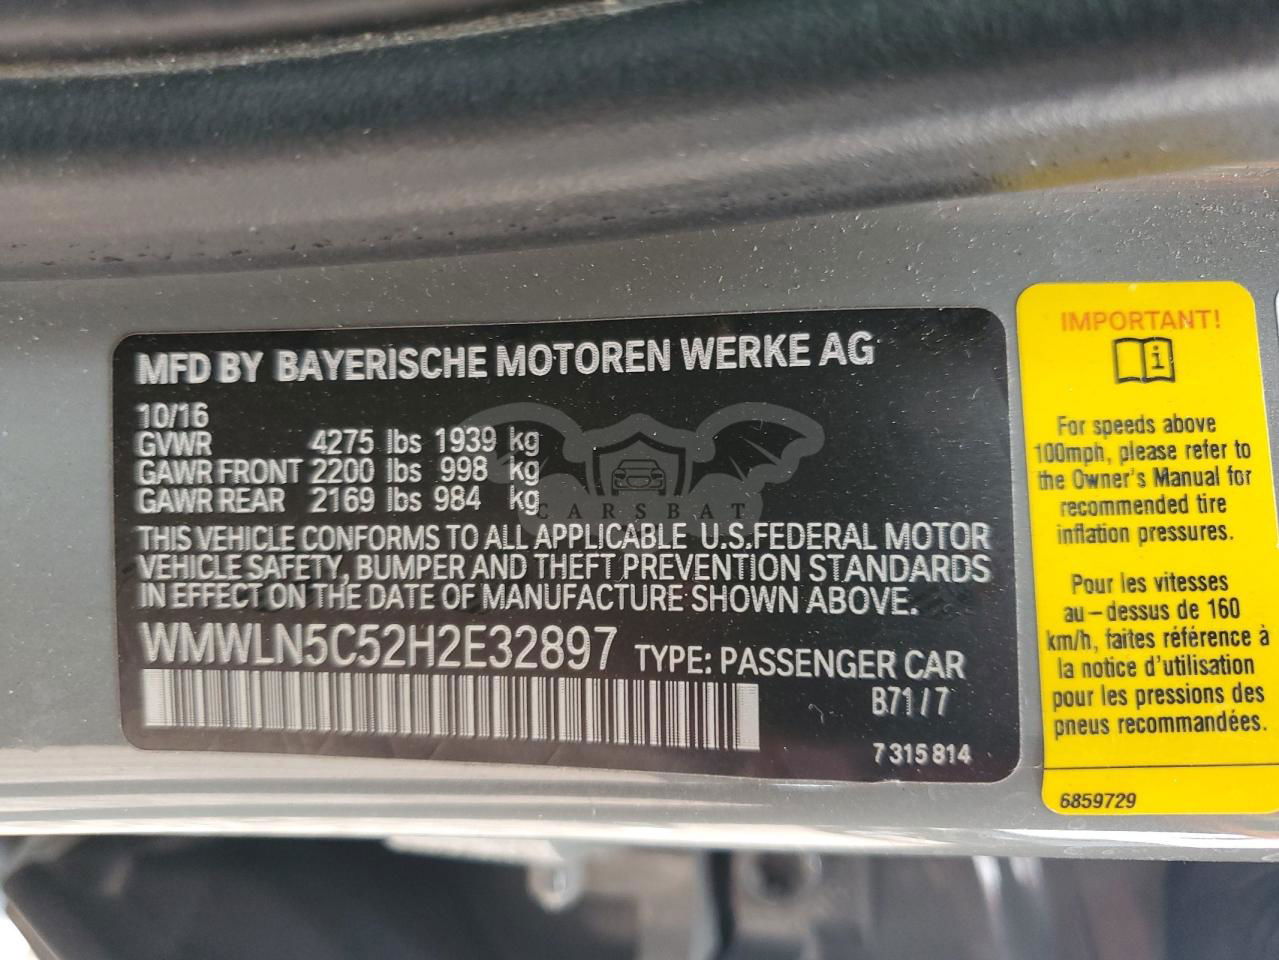 MFD BY BAYERISCHE MOTOREN WERKE AG
10/16
GVWR 4275 lbs 1939 kg
GAWR FRONT 2200 lbs 998 kg
GAWR REAR 2169 lbs 984 kg
CARSBAT
THIS VEHICLE CONFORMS TO ALL APPLICABLE U.S.FEDERAL MOTOR
VEHICLE SAFETY, BUMPER AND THEFT PREVENTION STANDARDS
IN EFFECT ON THE DATE OF MANUFACTURE SHOWN ABOVE.
WMWLN5C52H2E32897 TYPE: PASSENGER CAR
B71/7
7315814
IMPORTANT!
i
For speeds above
100mph, please refer to
the Owner's Manual for
recommended tire
inflation pressures.
Pour les vitesses
au-dessus de 160
km/h, faites référence à
la notice d'utilisation
pour les pressions des
pneus recommandées.
6859729